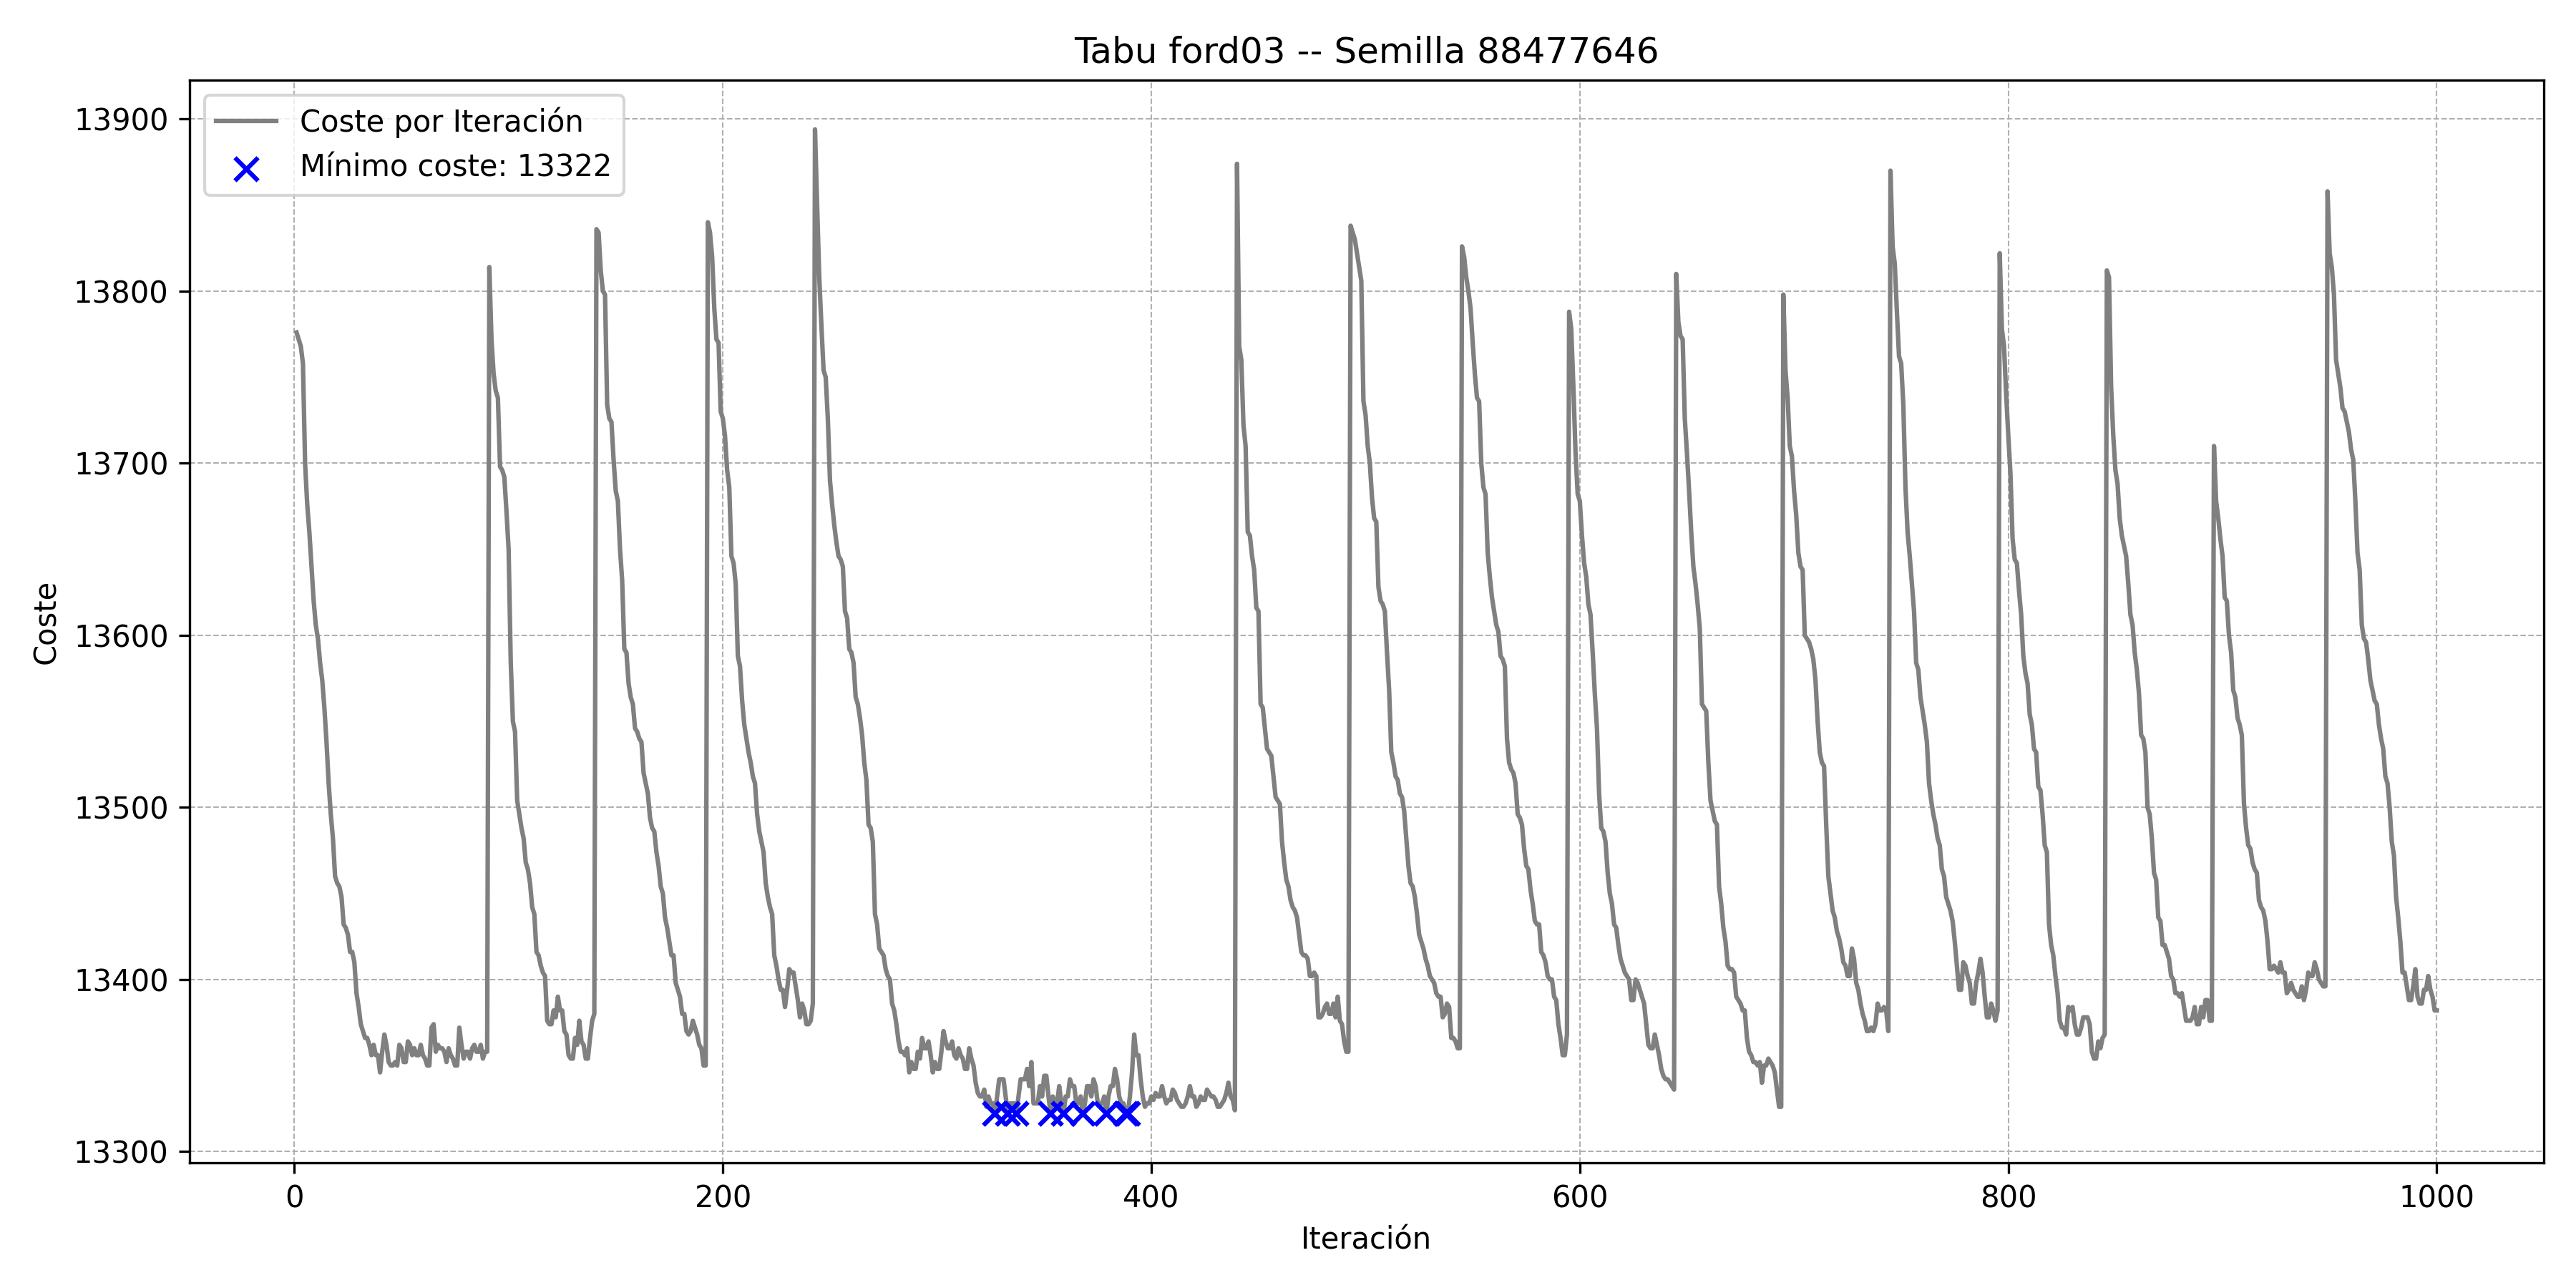 Tabu ford03 -- Semilla 88477646
Coste por Iteración
Mínimo coste: 13322
13900
13800
13700
13600
13500
13400
13300
Coste
0 200 400 600 800 1000
Iteración